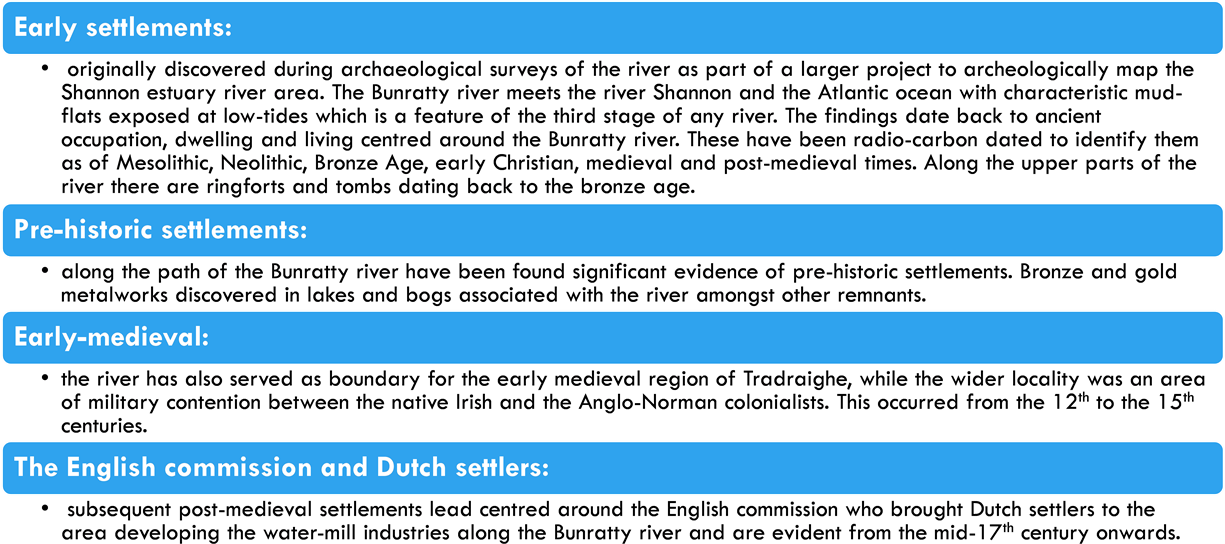 Early settlements:
• originally discovered during archaeological surveys of the river as part of a larger project to archeologically map the
Shannon estuary river area. The Bunratty river meets the river Shannon and the Atlantic ocean with characteristic mud-
flats exposed at low-tides which is a feature of the third stage of any river. The findings date back to ancient
occupation, dwelling and living centred around the Bunratty river. These have been radio-carbon dated to identify them
as of Mesolithic, Neolithic, Bronze Age, early Christian, medieval and post-medieval times. Along the upper parts of the
river there are ringforts and tombs dating back to the bronze age.
Pre-historic settlements:
• along the path of the Bunratty river have been found significant evidence of pre-historic settlements. Bronze and gold
metalworks discovered in lakes and bogs associated with the river amongst other remnants.
Early-medieval:
• the river has also served as boundary for the early medieval region of Tradraighe, while the wider locality was an area
of military contention between the native Irish and the Anglo-Norman colonialists. This occurred from the 12th to the 15th
centuries.
The English commission and Dutch settlers:
• subsequent post-medieval settlements lead centred around the English commission who brought Dutch settlers to the
area developing the water-mill industries along the Bunratty river and are evident from the mid-17th century onwards.